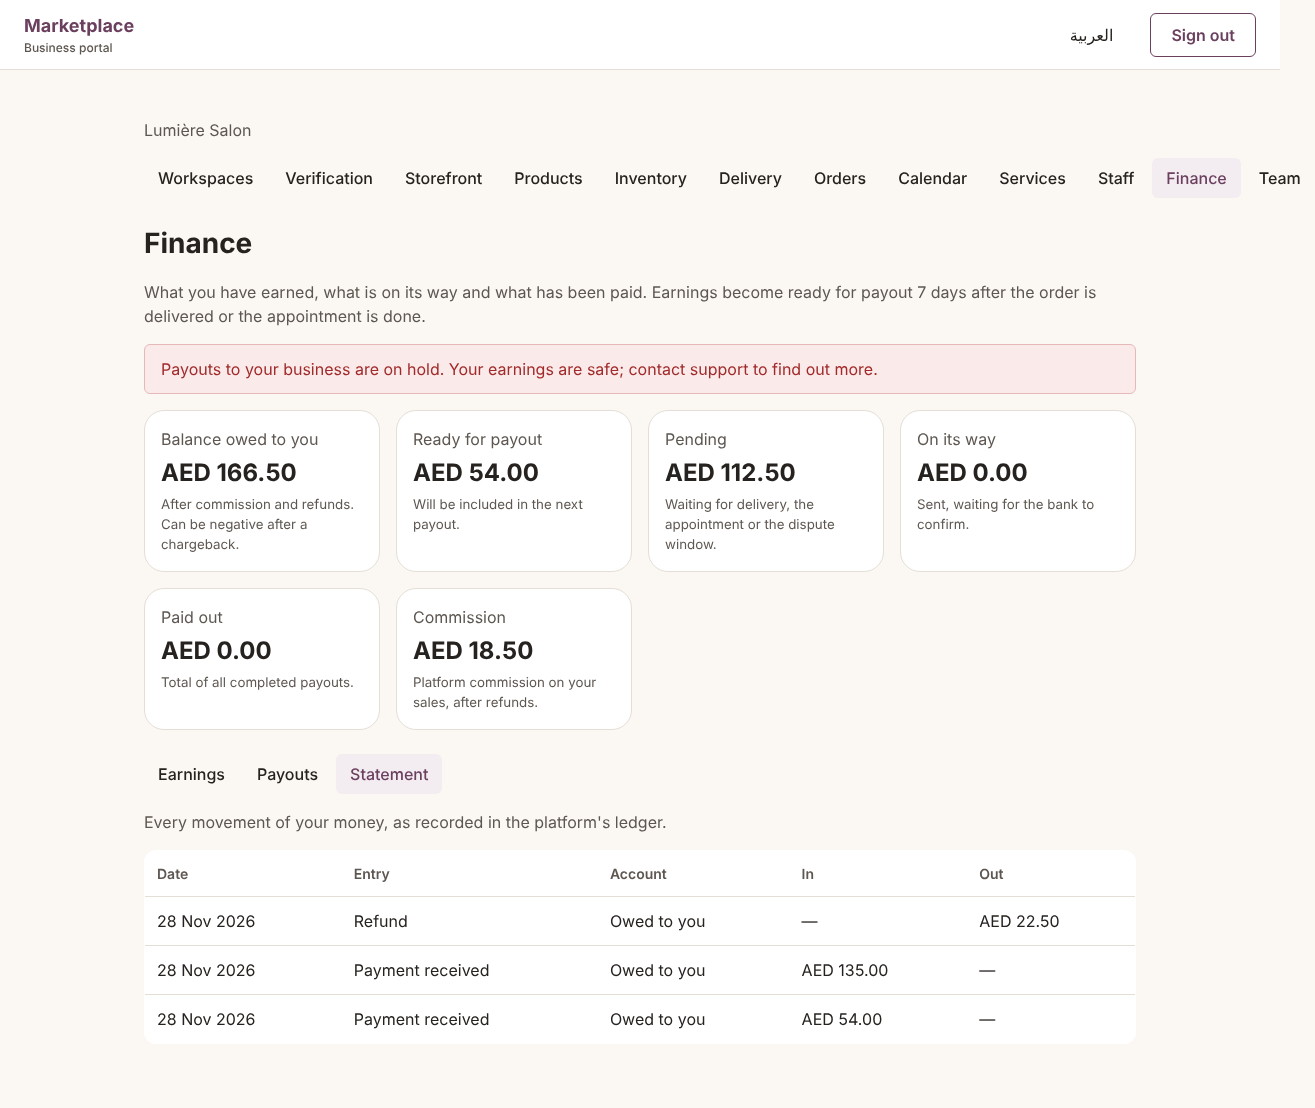 Marketplace
Business portal
العربية
Sign out
Lumière Salon
Workspaces Verification Storefront Products Inventory Delivery Orders Calendar Services Staff Finance Team
Finance
What you have earned, what is on its way and what has been paid. Earnings become ready for payout 7 days after the order is
delivered or the appointment is done.
Payouts to your business are on hold. Your earnings are safe; contact support to find out more.
Balance owed to you
AED 166.50
After commission and refunds.
Can be negative after a
chargeback.
Ready for payout
AED 54.00
Will be included in the next
payout.
Pending
AED 112.50
Waiting for delivery, the
appointment or the dispute
window.
On its way
AED 0.00
Sent, waiting for the bank to
confirm.
Paid out
AED 0.00
Total of all completed payouts.
Commission
AED 18.50
Platform commission on your
sales, after refunds.
Earnings Payouts Statement
Every movement of your money, as recorded in the platform's ledger.
Date Entry Account In Out
28 Nov 2026 Refund Owed to you — AED 22.50
28 Nov 2026 Payment received Owed to you AED 135.00 —
28 Nov 2026 Payment received Owed to you AED 54.00 —